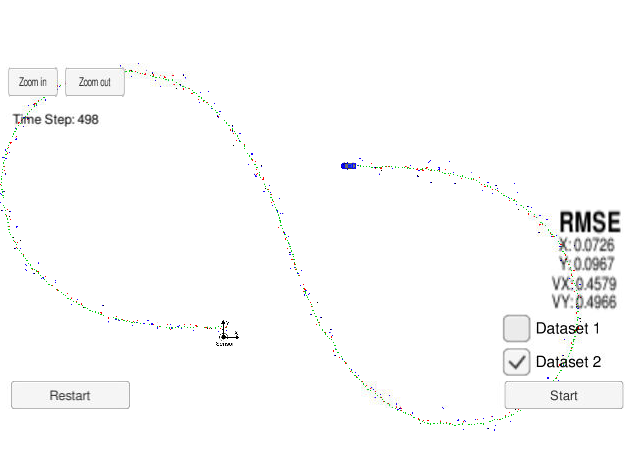 Zoom in
Zoom out
Time Step: 498
RMSE
X: 0.0726
Y: 0.0967
VX: 0.4579
VY: 0.4966
Dataset 1
Dataset 2
Sensor
Restart
Start